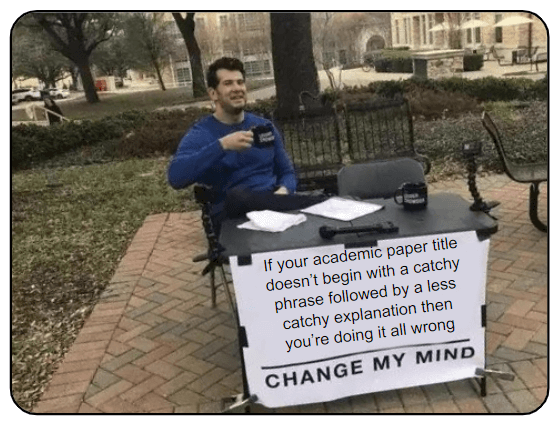 If your academic paper title
doesn't begin with a catchy
phrase followed by a less
catchy explanation then
you're doing it all wrong
CHANGE MY MIND